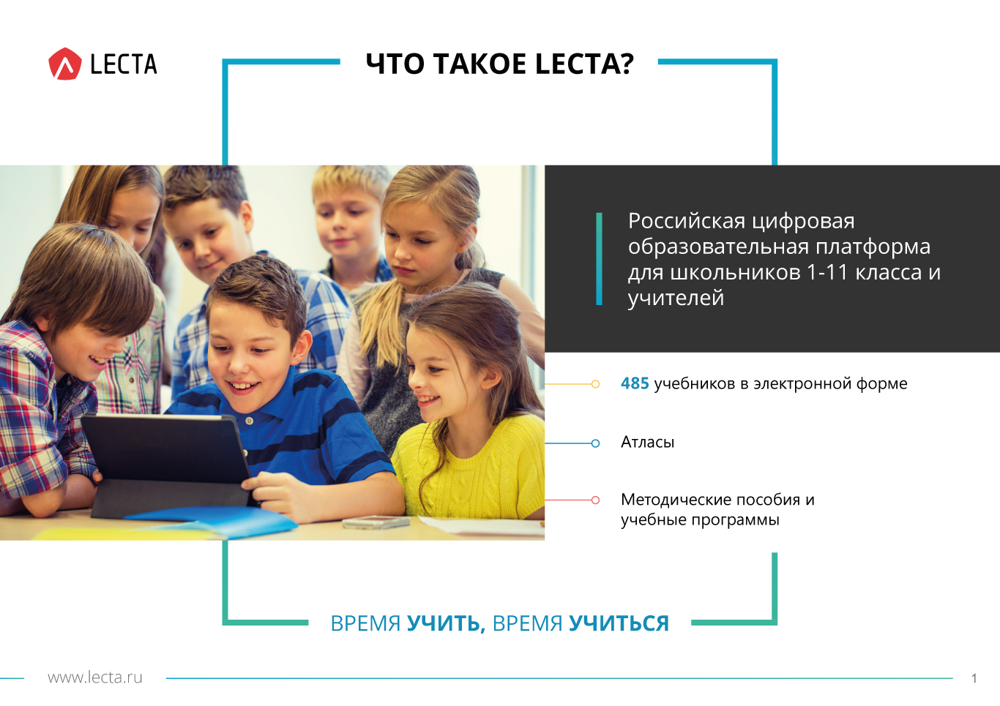 LECTA
ЧТО ТАКОЕ LECTA?
Российская цифровая
образовательная платформа
для школьников 1-11 класса и
учителей
485 учебников в электронной форме
Атласы
Методические пособия и
учебные программы
ВРЕМЯ УЧИТЬ, ВРЕМЯ УЧИТЬСЯ
www.lecta.ru
1